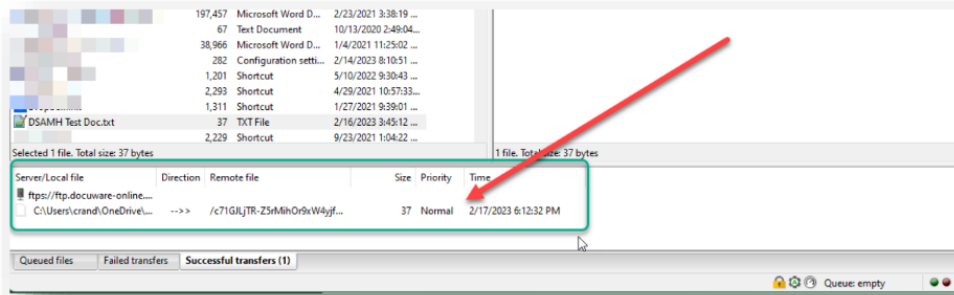 197,457 Microsoft Word D... 2/23/2021 3:38:19 ...
67 Text Document 10/13/2020 2:49:04...
38,966 Microsoft Word D... 1/4/2021 11:25:02 ...
282 Configuration setti... 2/14/2023 8:10:51 ...
1,201 Shortcut 5/10/2022 9:30:43 ...
2,293 Shortcut 4/29/2021 10:57:33...
1,311 Shortcut 1/27/2021 9:39:01 ...
DSAMH Test Doc.txt 37 TXT File 2/16/2023 3:45:12 ...
2,229 Shortcut 9/23/2021 1:04:22 ...
Selected 1 file. Total size: 37 bytes 1 file. Total size: 37 bytes
Server/Local file Direction Remote file Size Priority Time
ftps://ftp.docuware-online....
C:\Users\crand\OneDrive\... -->> /c71GJLjTR-Z5rMihOr9xW4yjf... 37 Normal 2/17/2023 6:12:32 PM
Queued files Failed transfers Successful transfers (1)
Queue: empty